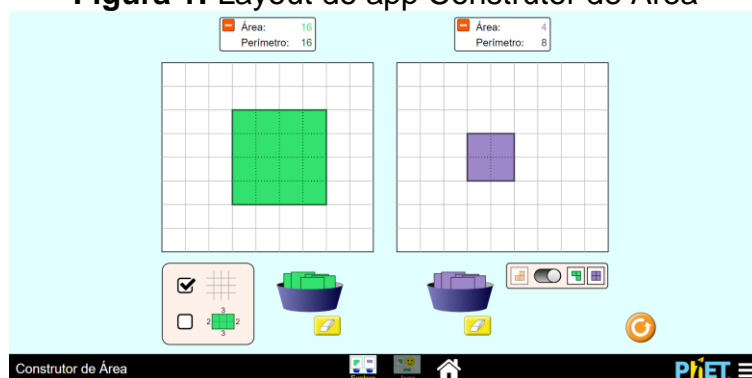 Figura 1. Layout do app Construtor de Área
Área: 16
Perímetro: 16
Área: 4
Perímetro: 8
3
2 2
3
Construtor de Área
PhET